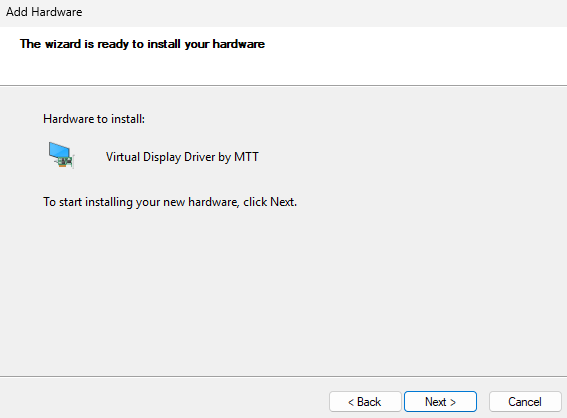 Add Hardware
The wizard is ready to install your hardware
Hardware to install:
Virtual Display Driver by MTT
To start installing your new hardware, click Next.
< Back
Next >
Cancel